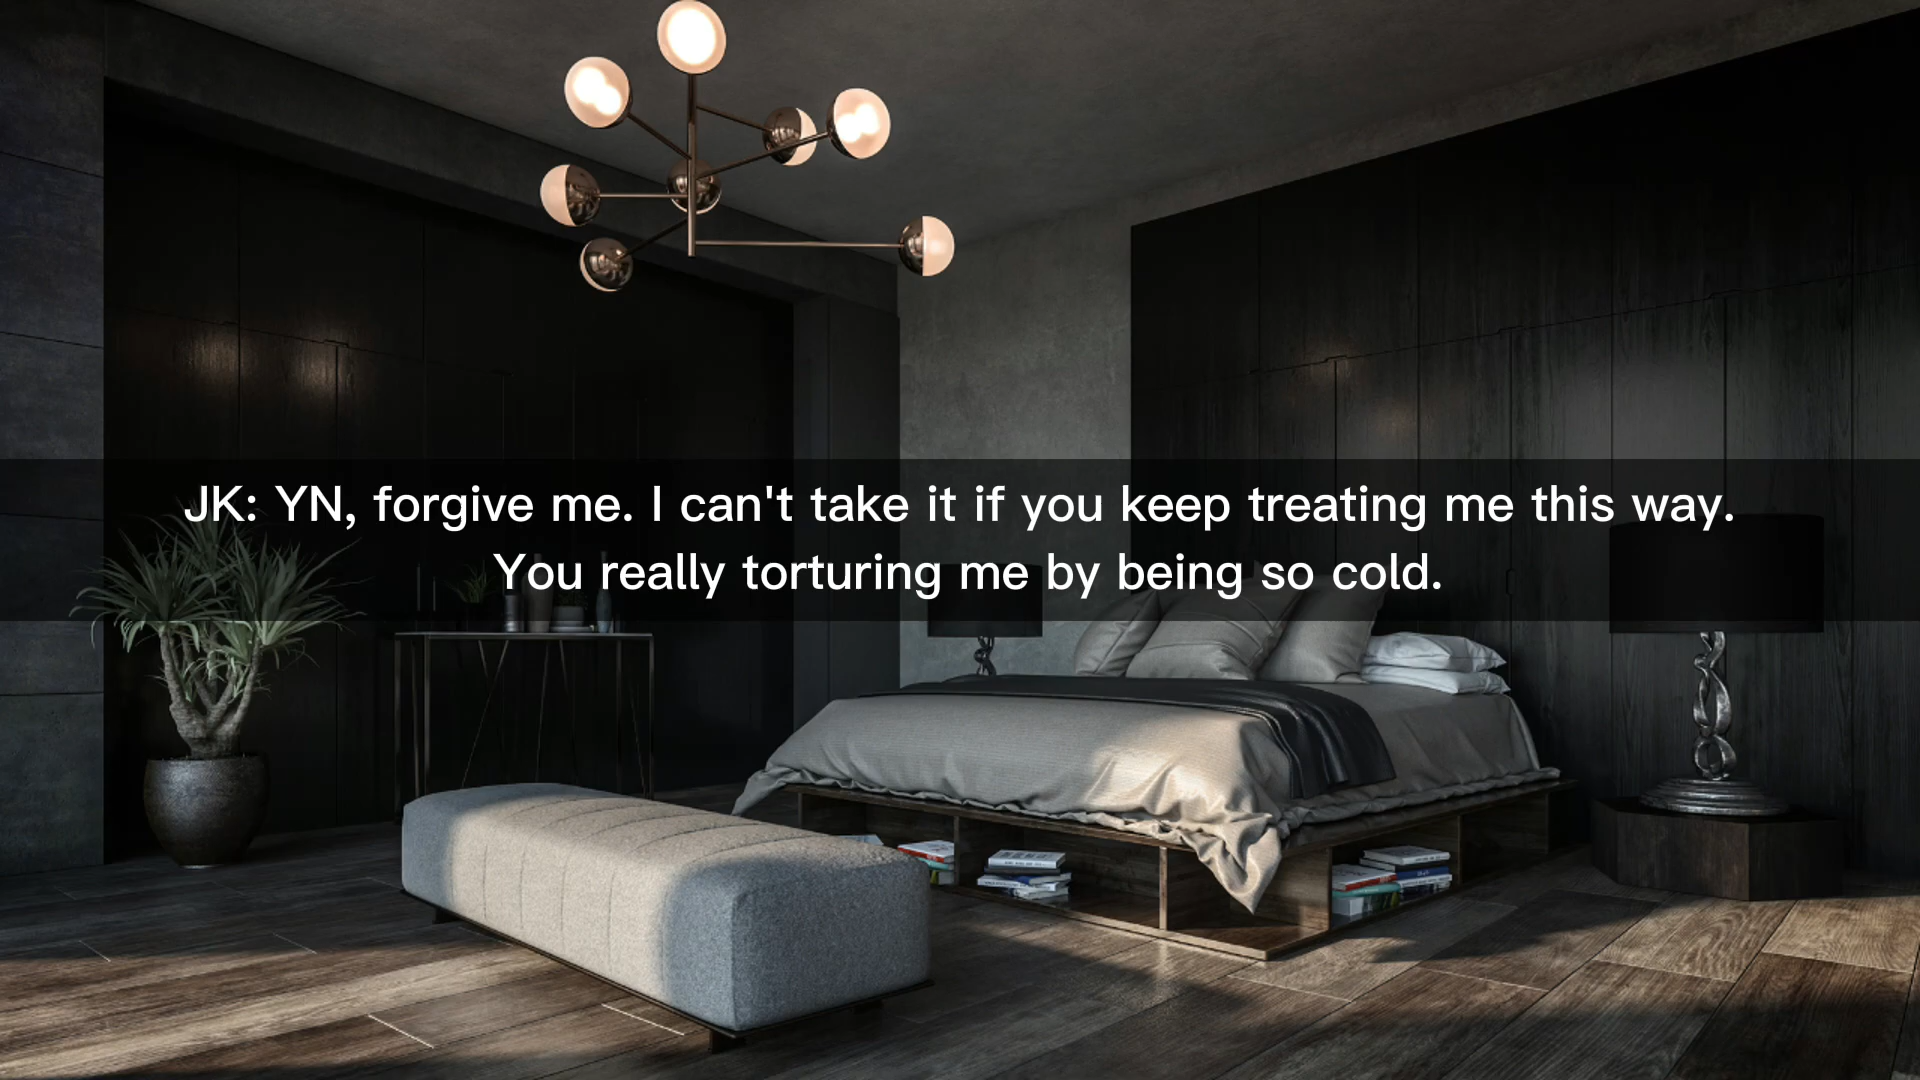 JK: YN, forgive me. I can't take it if you keep treating me this way.
You really torturing me by being so cold.